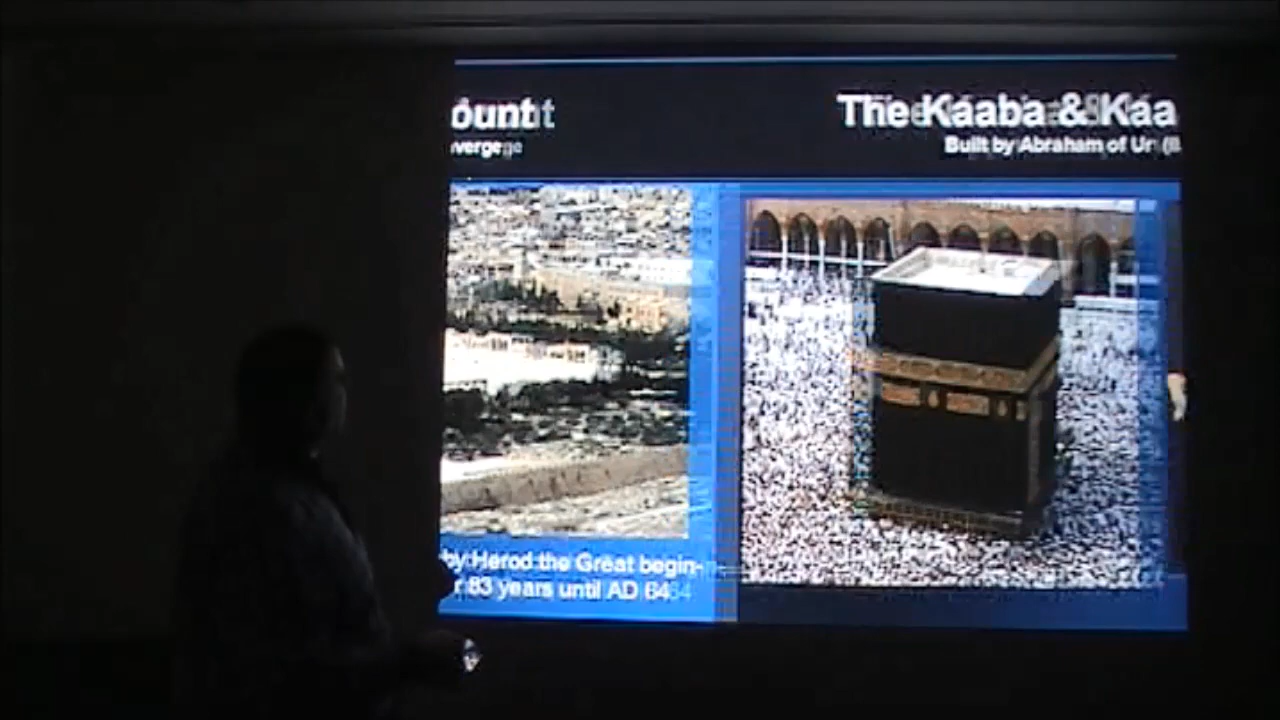 ount
verge
The Kaaba & Kaa
Built by Abraham of Ur (B
by Herod the Great begin-
r 83 years until AD 64